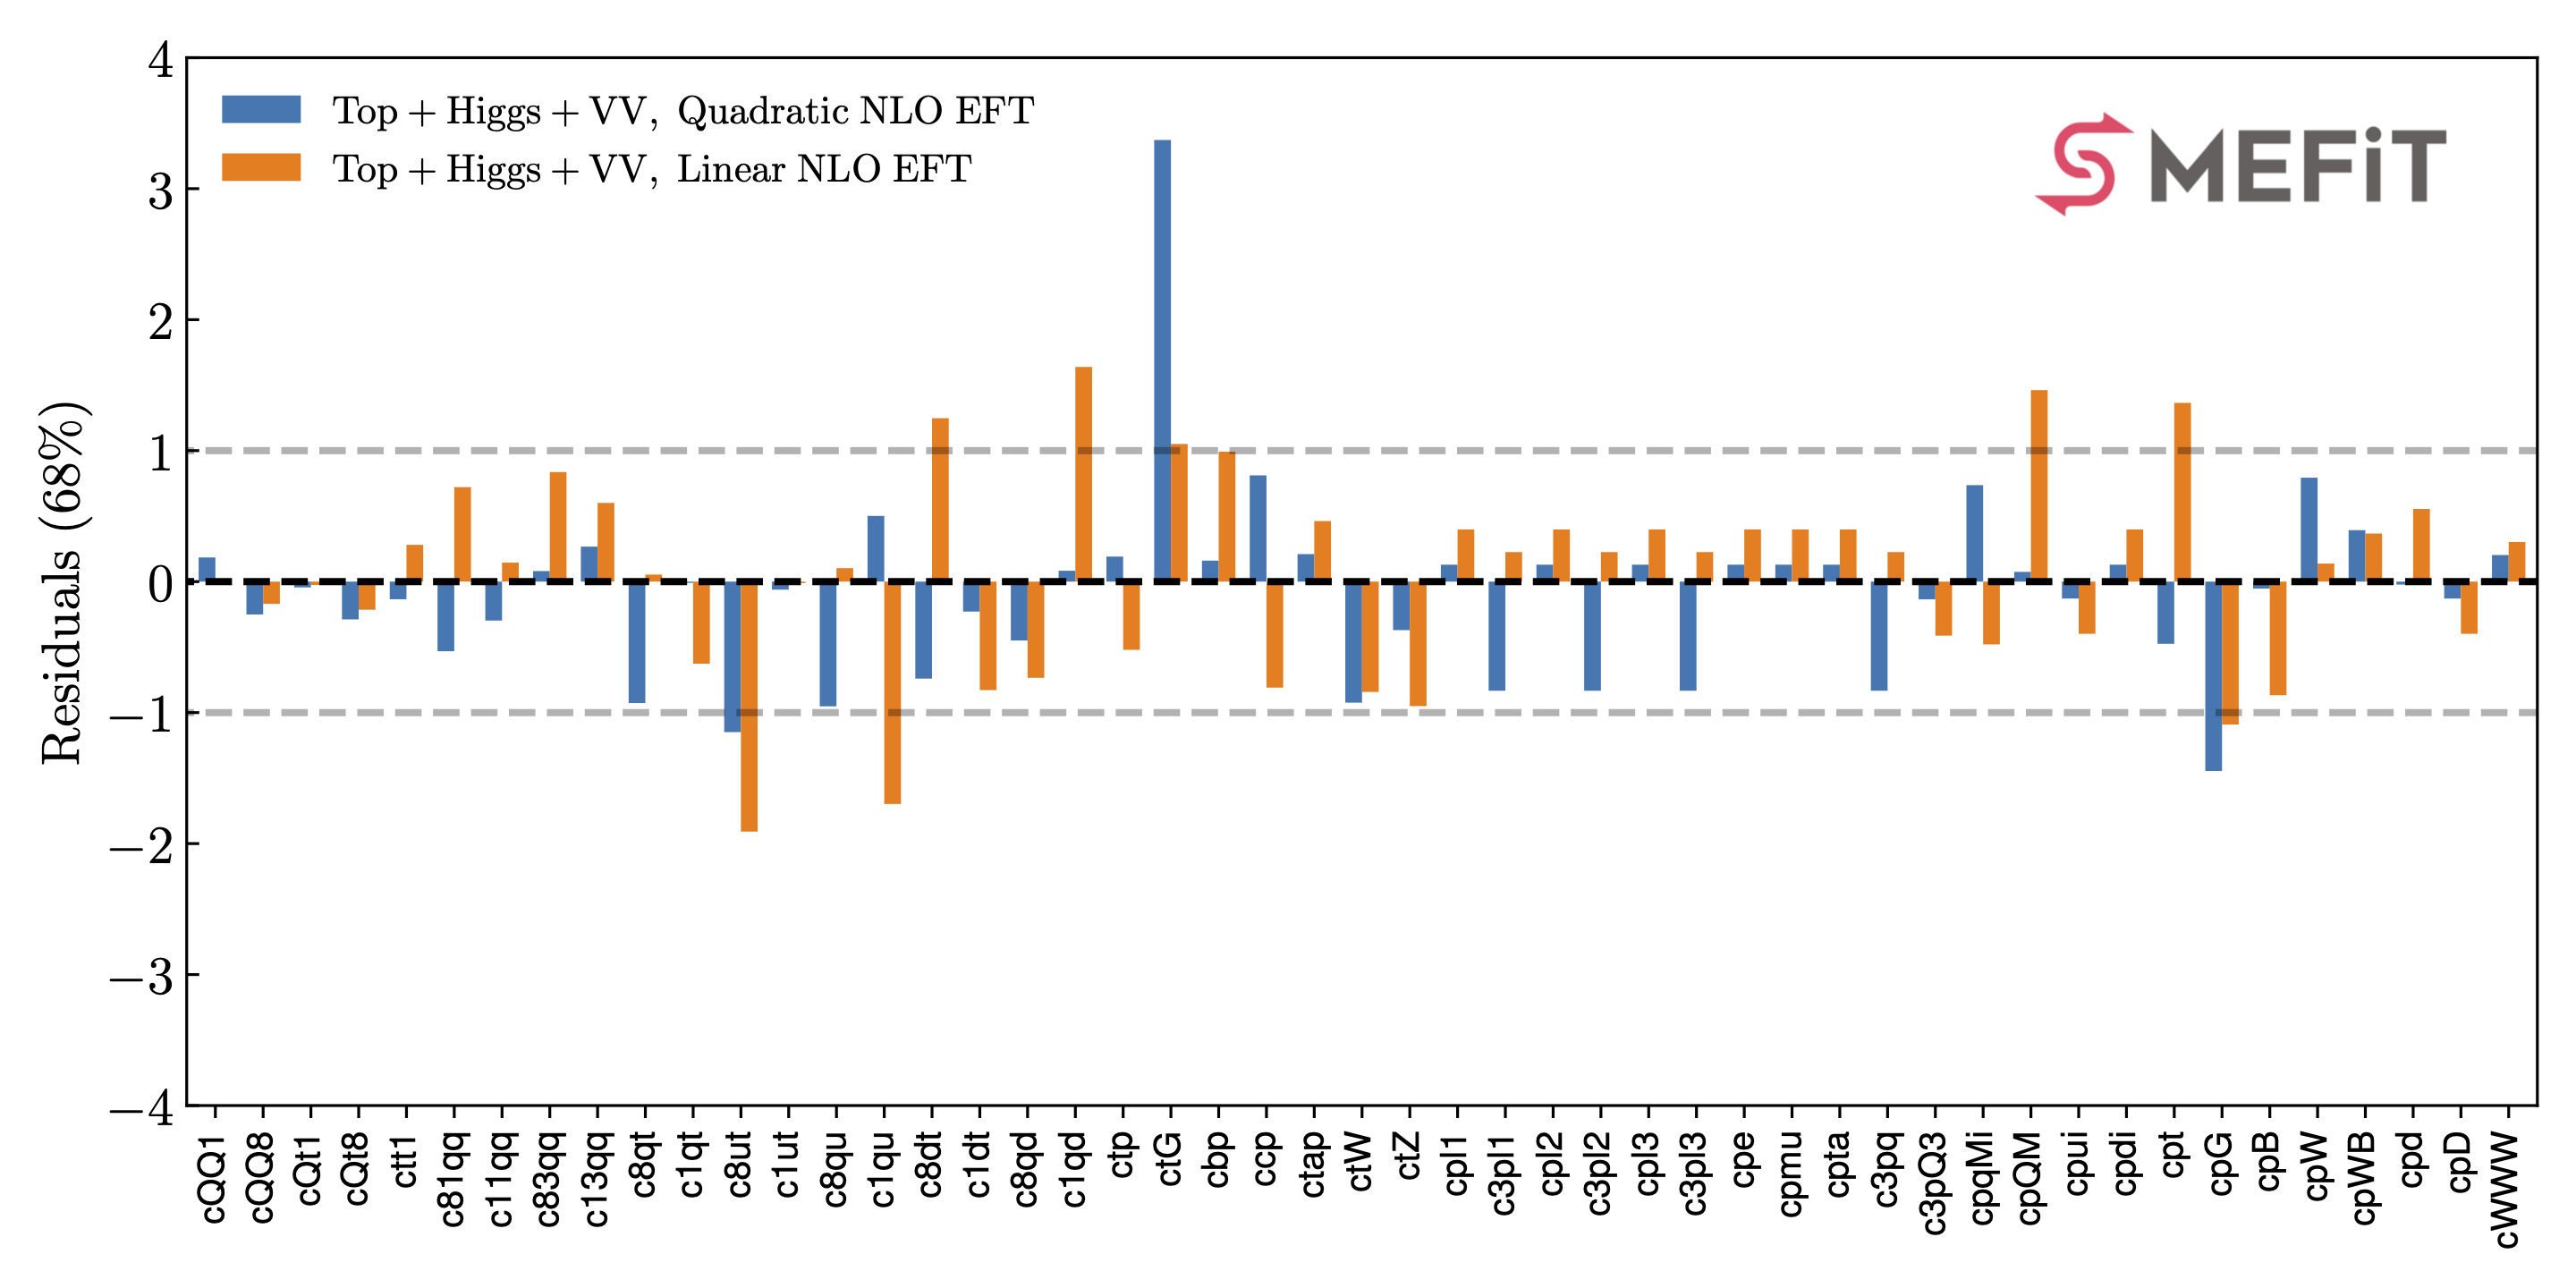 Residuals (68%)
4
3
2
1
0
−1
−2
−3
−4
Top + Higgs + VV, Quadratic NLO EFT
Top + Higgs + VV, Linear NLO EFT
SMEFiT
cQQ1
cQQ8
cQt1
cQt8
ctt1
c81qq
c11qq
c83qq
c13qq
c8qt
c1qt
c8ut
c1ut
c8qu
c1qu
c8dt
c1dt
c8qd
c1qd
ctp
ctG
cbp
ccp
ctap
ctW
ctZ
cpl1
c3pl1
cpl2
c3pl2
cpl3
c3pl3
cpe
cpmu
cpta
c3pq
c3pQ3
cpqMi
cpQM
cpui
cpdi
cpt
cpG
cpB
cpW
cpWB
cpd
cpD
cWWW